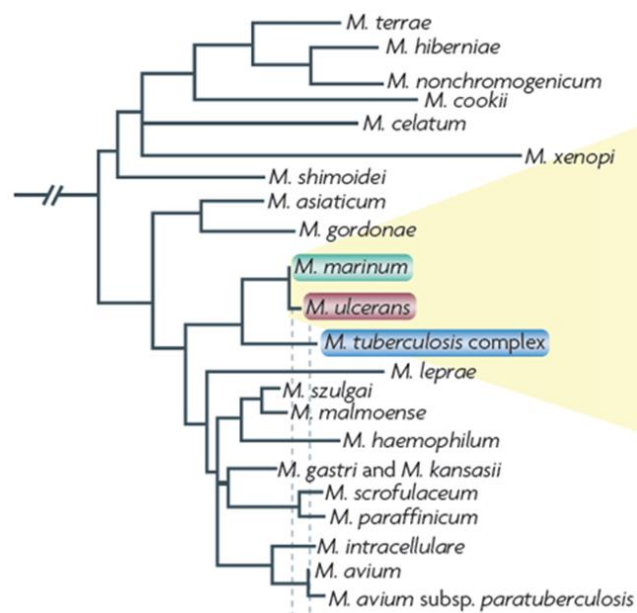 M. terrae
M. hiberniae
M. nonchromogenicum
M. cookii
M. celatum
M. xenopi
M. shimoidei
M. asiaticum
M. gordonae
M. marinum
M. ulcerans
M. tuberculosis complex
M. leprae
M. szulgai
M. malmoense
M. haemophilum
M. gastri and M. kansasii
M. scrofulaceum
M. paraffinicum
M. intracellulare
M. avium
M. avium subsp. paratuberculosis